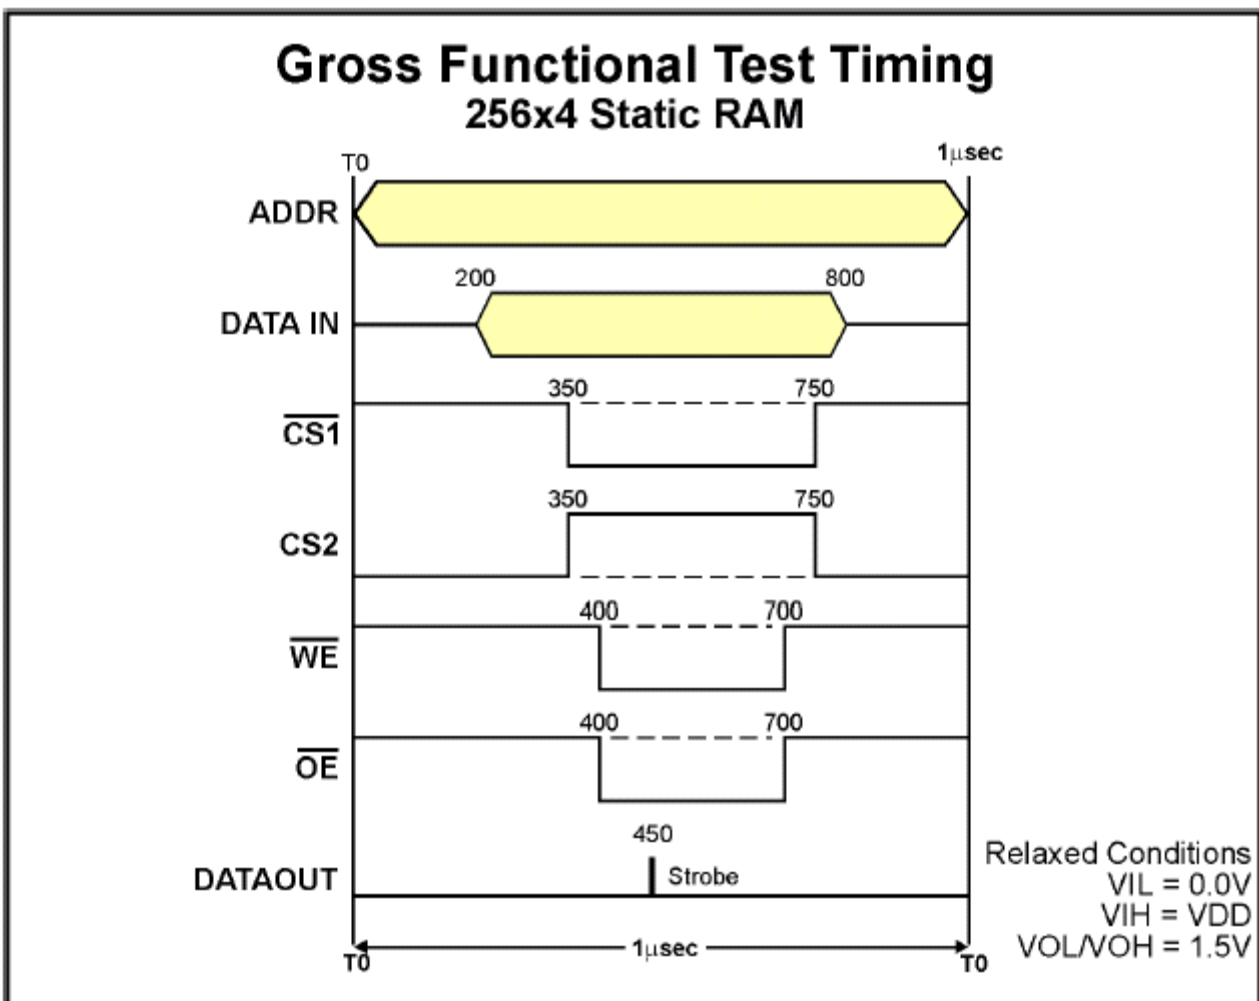 Gross Functional Test Timing
256x4 Static RAM
T0
1μsec
ADDR
200 800
DATA IN
350 750
CS1
350 750
CS2
400 700
WE
400 700
OE
450
DATAOUT Strobe
Relaxed Conditions
VIL = 0.0V
VIH = VDD
VOL/VOH = 1.5V
1μsec
T0 T0